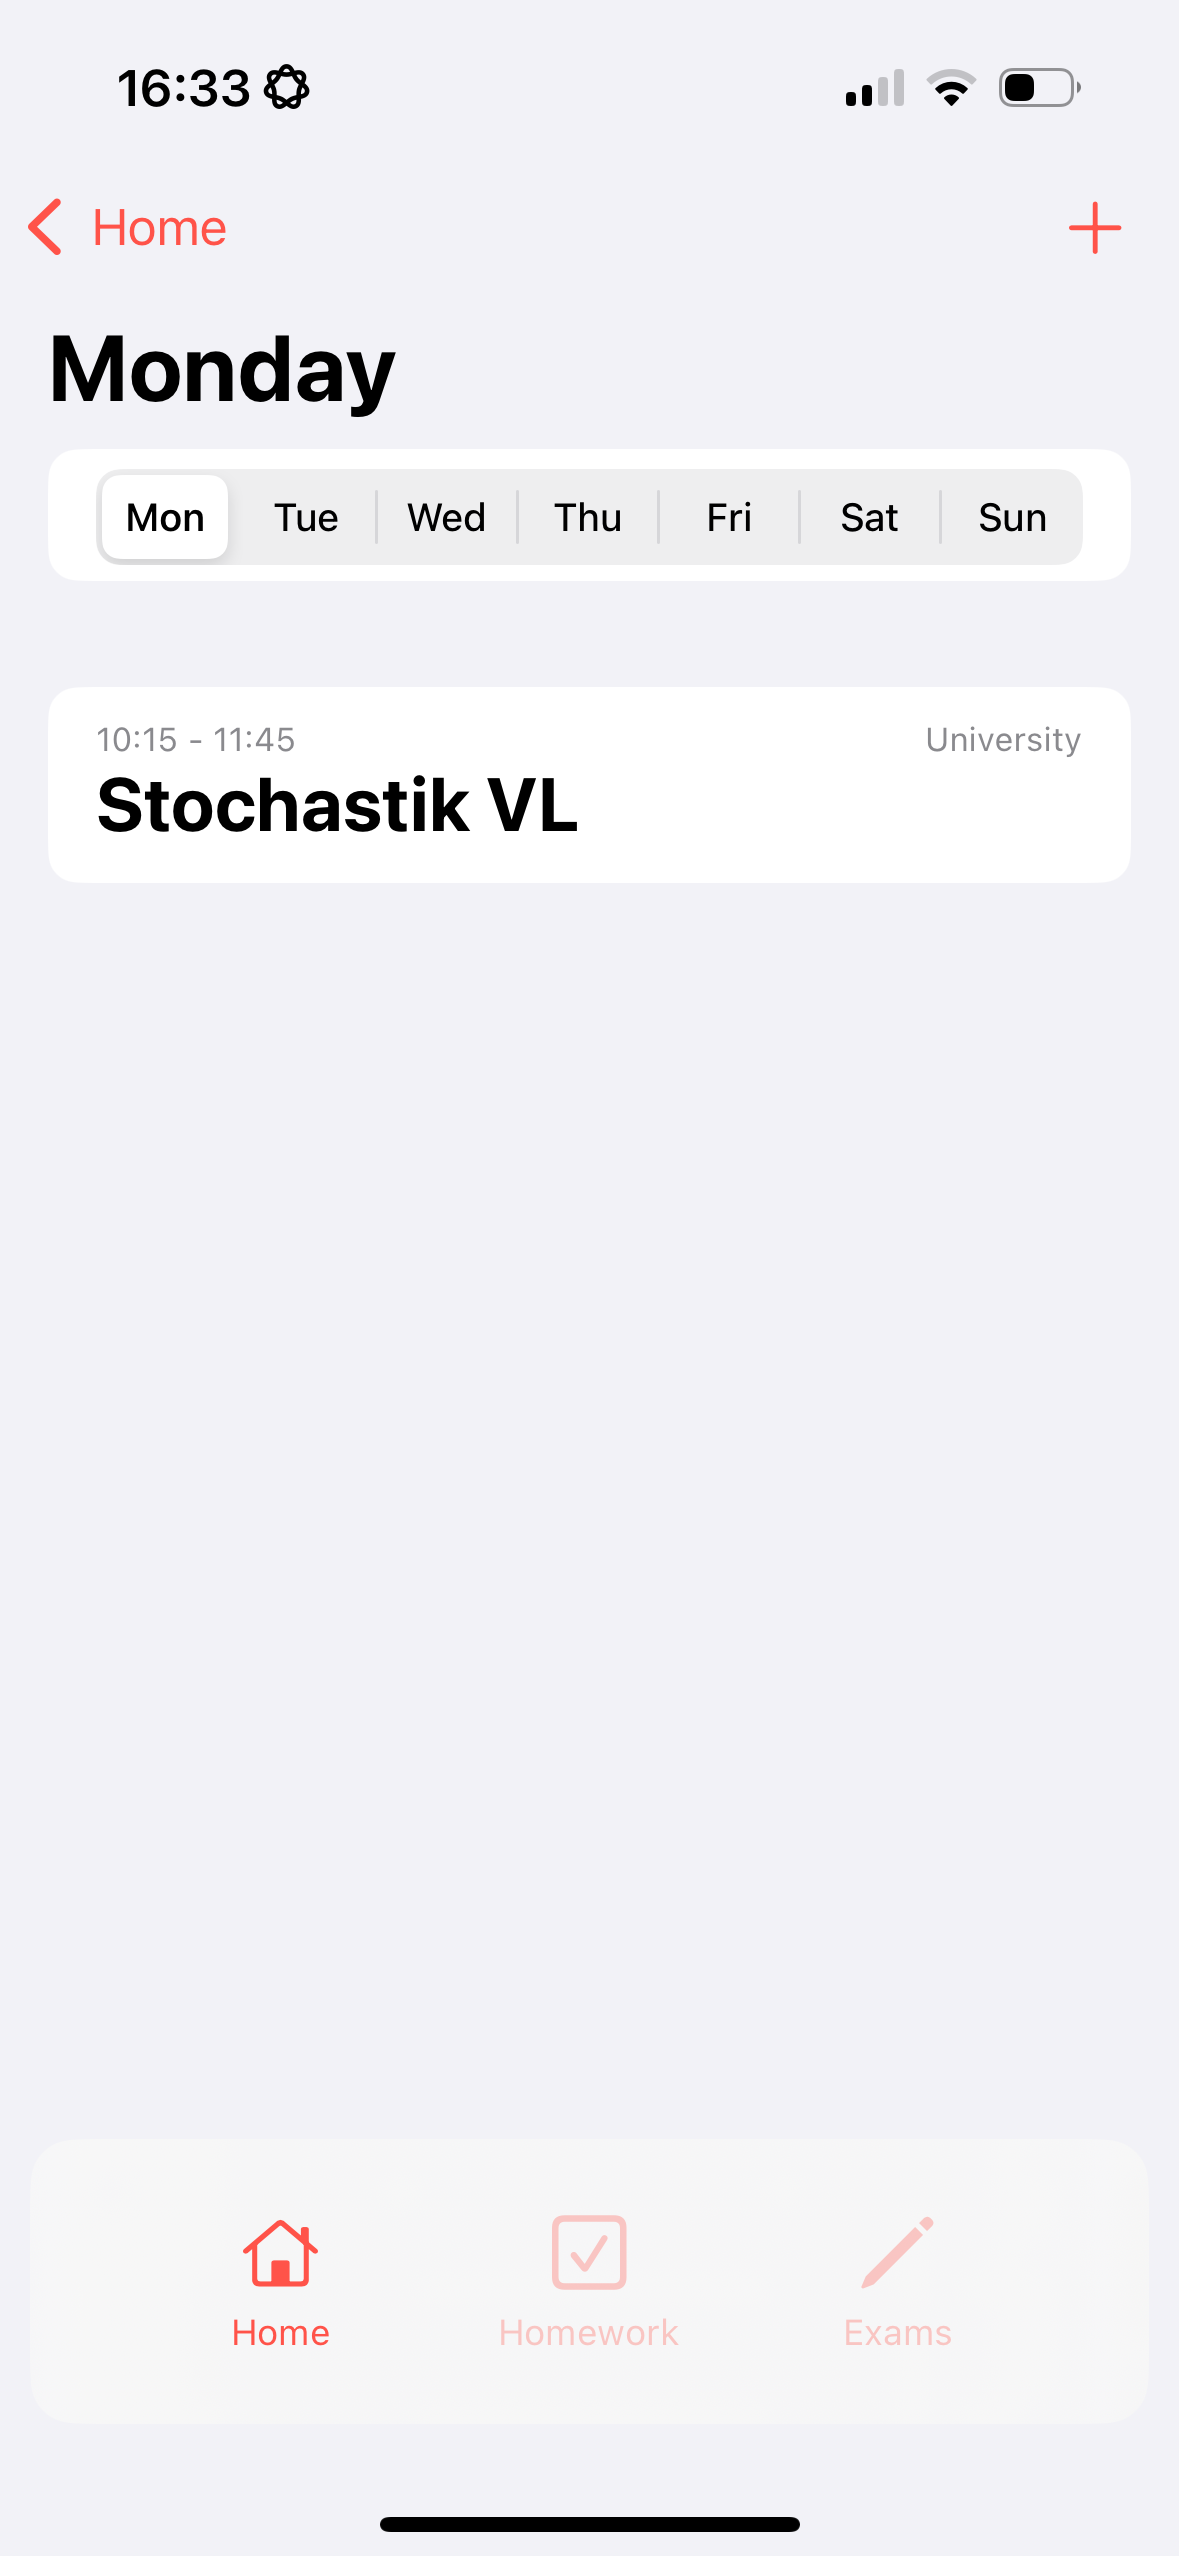 16:33
Home
Monday
Mon Tue Wed Thu Fri Sat Sun
10:15 - 11:45 University
Stochastik VL
Home Homework Exams